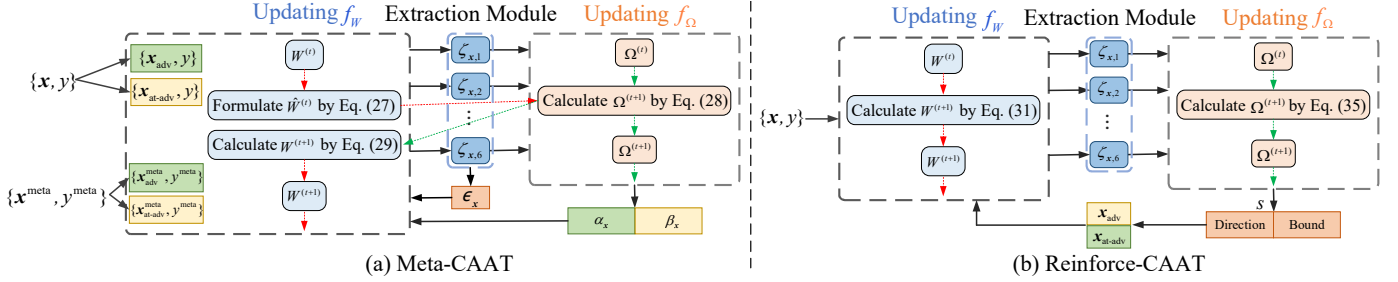 Updating f_W
Extraction Module
Updating f_Ω
{x, y}
{x_adv, y}
{x_at-adv, y}
W^(t)
Formulate Ŵ^(t) by Eq. (27)
Calculate W^(t+1) by Eq. (29)
W^(t+1)
{x^meta, y^meta}
{x_adv^meta, y^meta}
{x_at-adv^meta, y^meta}
ζ_x,1
ζ_x,2
⋮
ζ_x,6
ϵ_x
Ω^(t)
Calculate Ω^(t+1) by Eq. (28)
Ω^(t+1)
α_x
β_x
(a) Meta-CAAT
Updating f_W
Extraction Module
Updating f_Ω
{x, y}
W^(t)
Calculate W^(t+1) by Eq. (31)
W^(t+1)
ζ_x,1
ζ_x,2
⋮
ζ_x,6
Ω^(t)
Calculate Ω^(t+1) by Eq. (35)
Ω^(t+1)
s
x_adv
x_at-adv
Direction
Bound
(b) Reinforce-CAAT